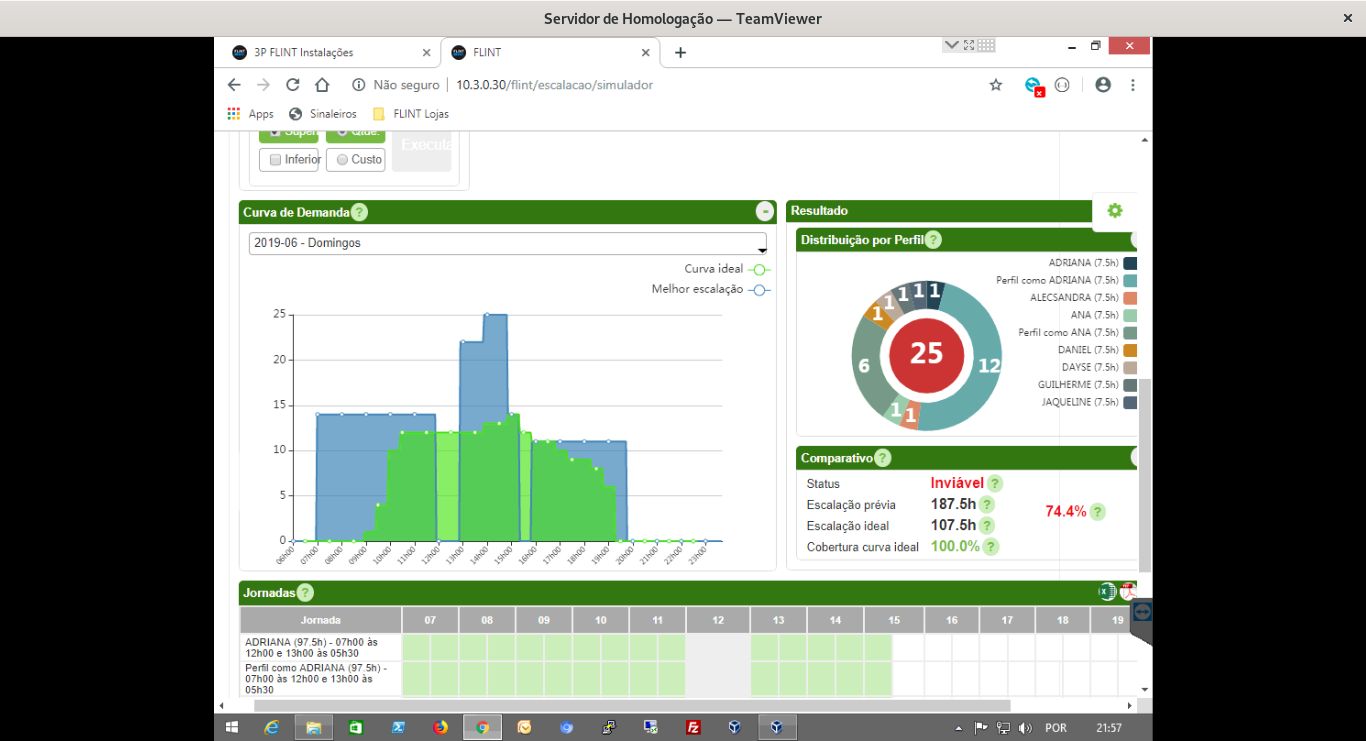 Servidor de Homologação — TeamViewer
3P FLINT Instalações
FLINT
Não seguro
10.3.0.30/flint/escalacao/simulador
Apps
Sinaleiros
FLINT Lojas
Inferior
Custo
Executa
Curva de Demanda ?
2019-06 - Domingos
Curva ideal
Melhor escalação
25
20
15
10
5
0
06h00 07h00 08h00 09h00 10h00 11h00 12h00 13h00 14h00 15h00 16h00 17h00 18h00 19h00 20h00 21h00 22h00 23h00
Resultado
Distribuição por Perfil ?
ADRIANA (7.5h)
Perfil como ADRIANA (7.5h)
ALECSANDRA (7.5h)
ANA (7.5h)
Perfil como ANA (7.5h)
DANIEL (7.5h)
DAYSE (7.5h)
GUILHERME (7.5h)
JAQUELINE (7.5h)
1 1 1 1 1
6 25 12
1 1
Comparativo ?
Status Inviável ?
Escalação prévia 187.5h ?
74.4% ?
Escalação ideal 107.5h ?
Cobertura curva ideal 100.0% ?
Jornadas ?
Jornada 07 08 09 10 11 12 13 14 15 16 17 18 19
ADRIANA (97.5h) - 07h00 às
12h00 e 13h00 às 05h30
Perfil como ADRIANA (97.5h) -
07h00 às 12h00 e 13h00 às
05h30
POR
21:57